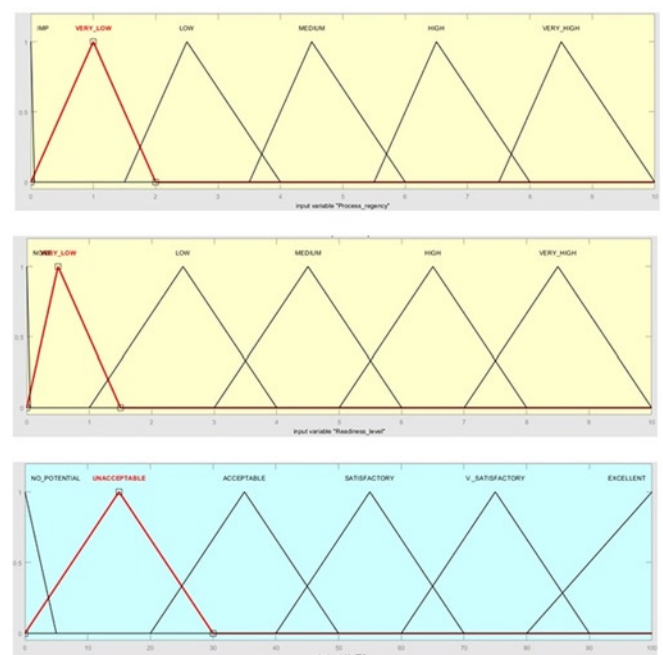 IMP VERY_LOW LOW MEDIUM HIGH VERY_HIGH
1
0.5
0
0 1 2 3 4 5 6 7 8 9 10
input variable "Process_regency"
VERY_LOW LOW MEDIUM HIGH VERY_HIGH
1
0.5
0
0 1 2 3 4 5 6 7 8 9 10
input variable "Readiness_level"
NO_POTENTIAL UNACCEPTABLE ACCEPTABLE SATISFACTORY V._SATISFACTORY EXCELLENT
1
0.5
0
0 10 20 30 40 50 60 70 80 90 100